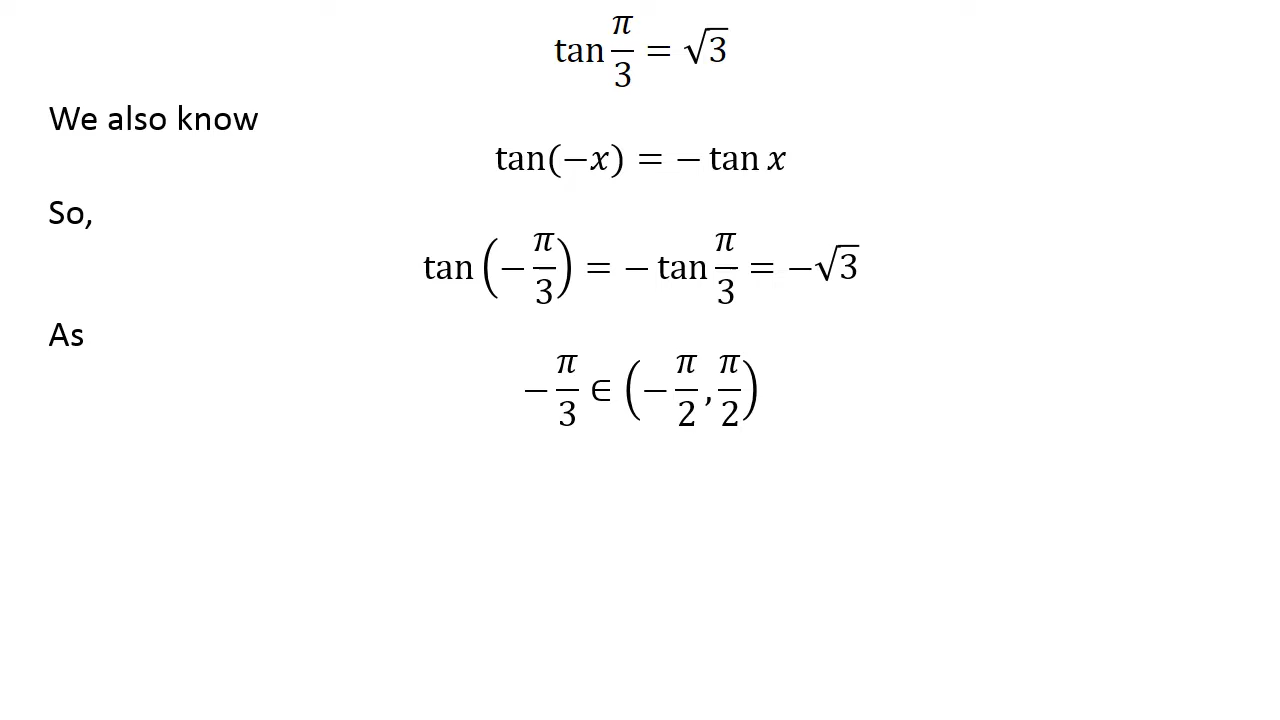 tan π/3 = √3
We also know
tan(−x) = − tan x
So,
tan (−π/3) = − tan π/3 = −√3
As
−π/3 ∈ (−π/2, π/2)